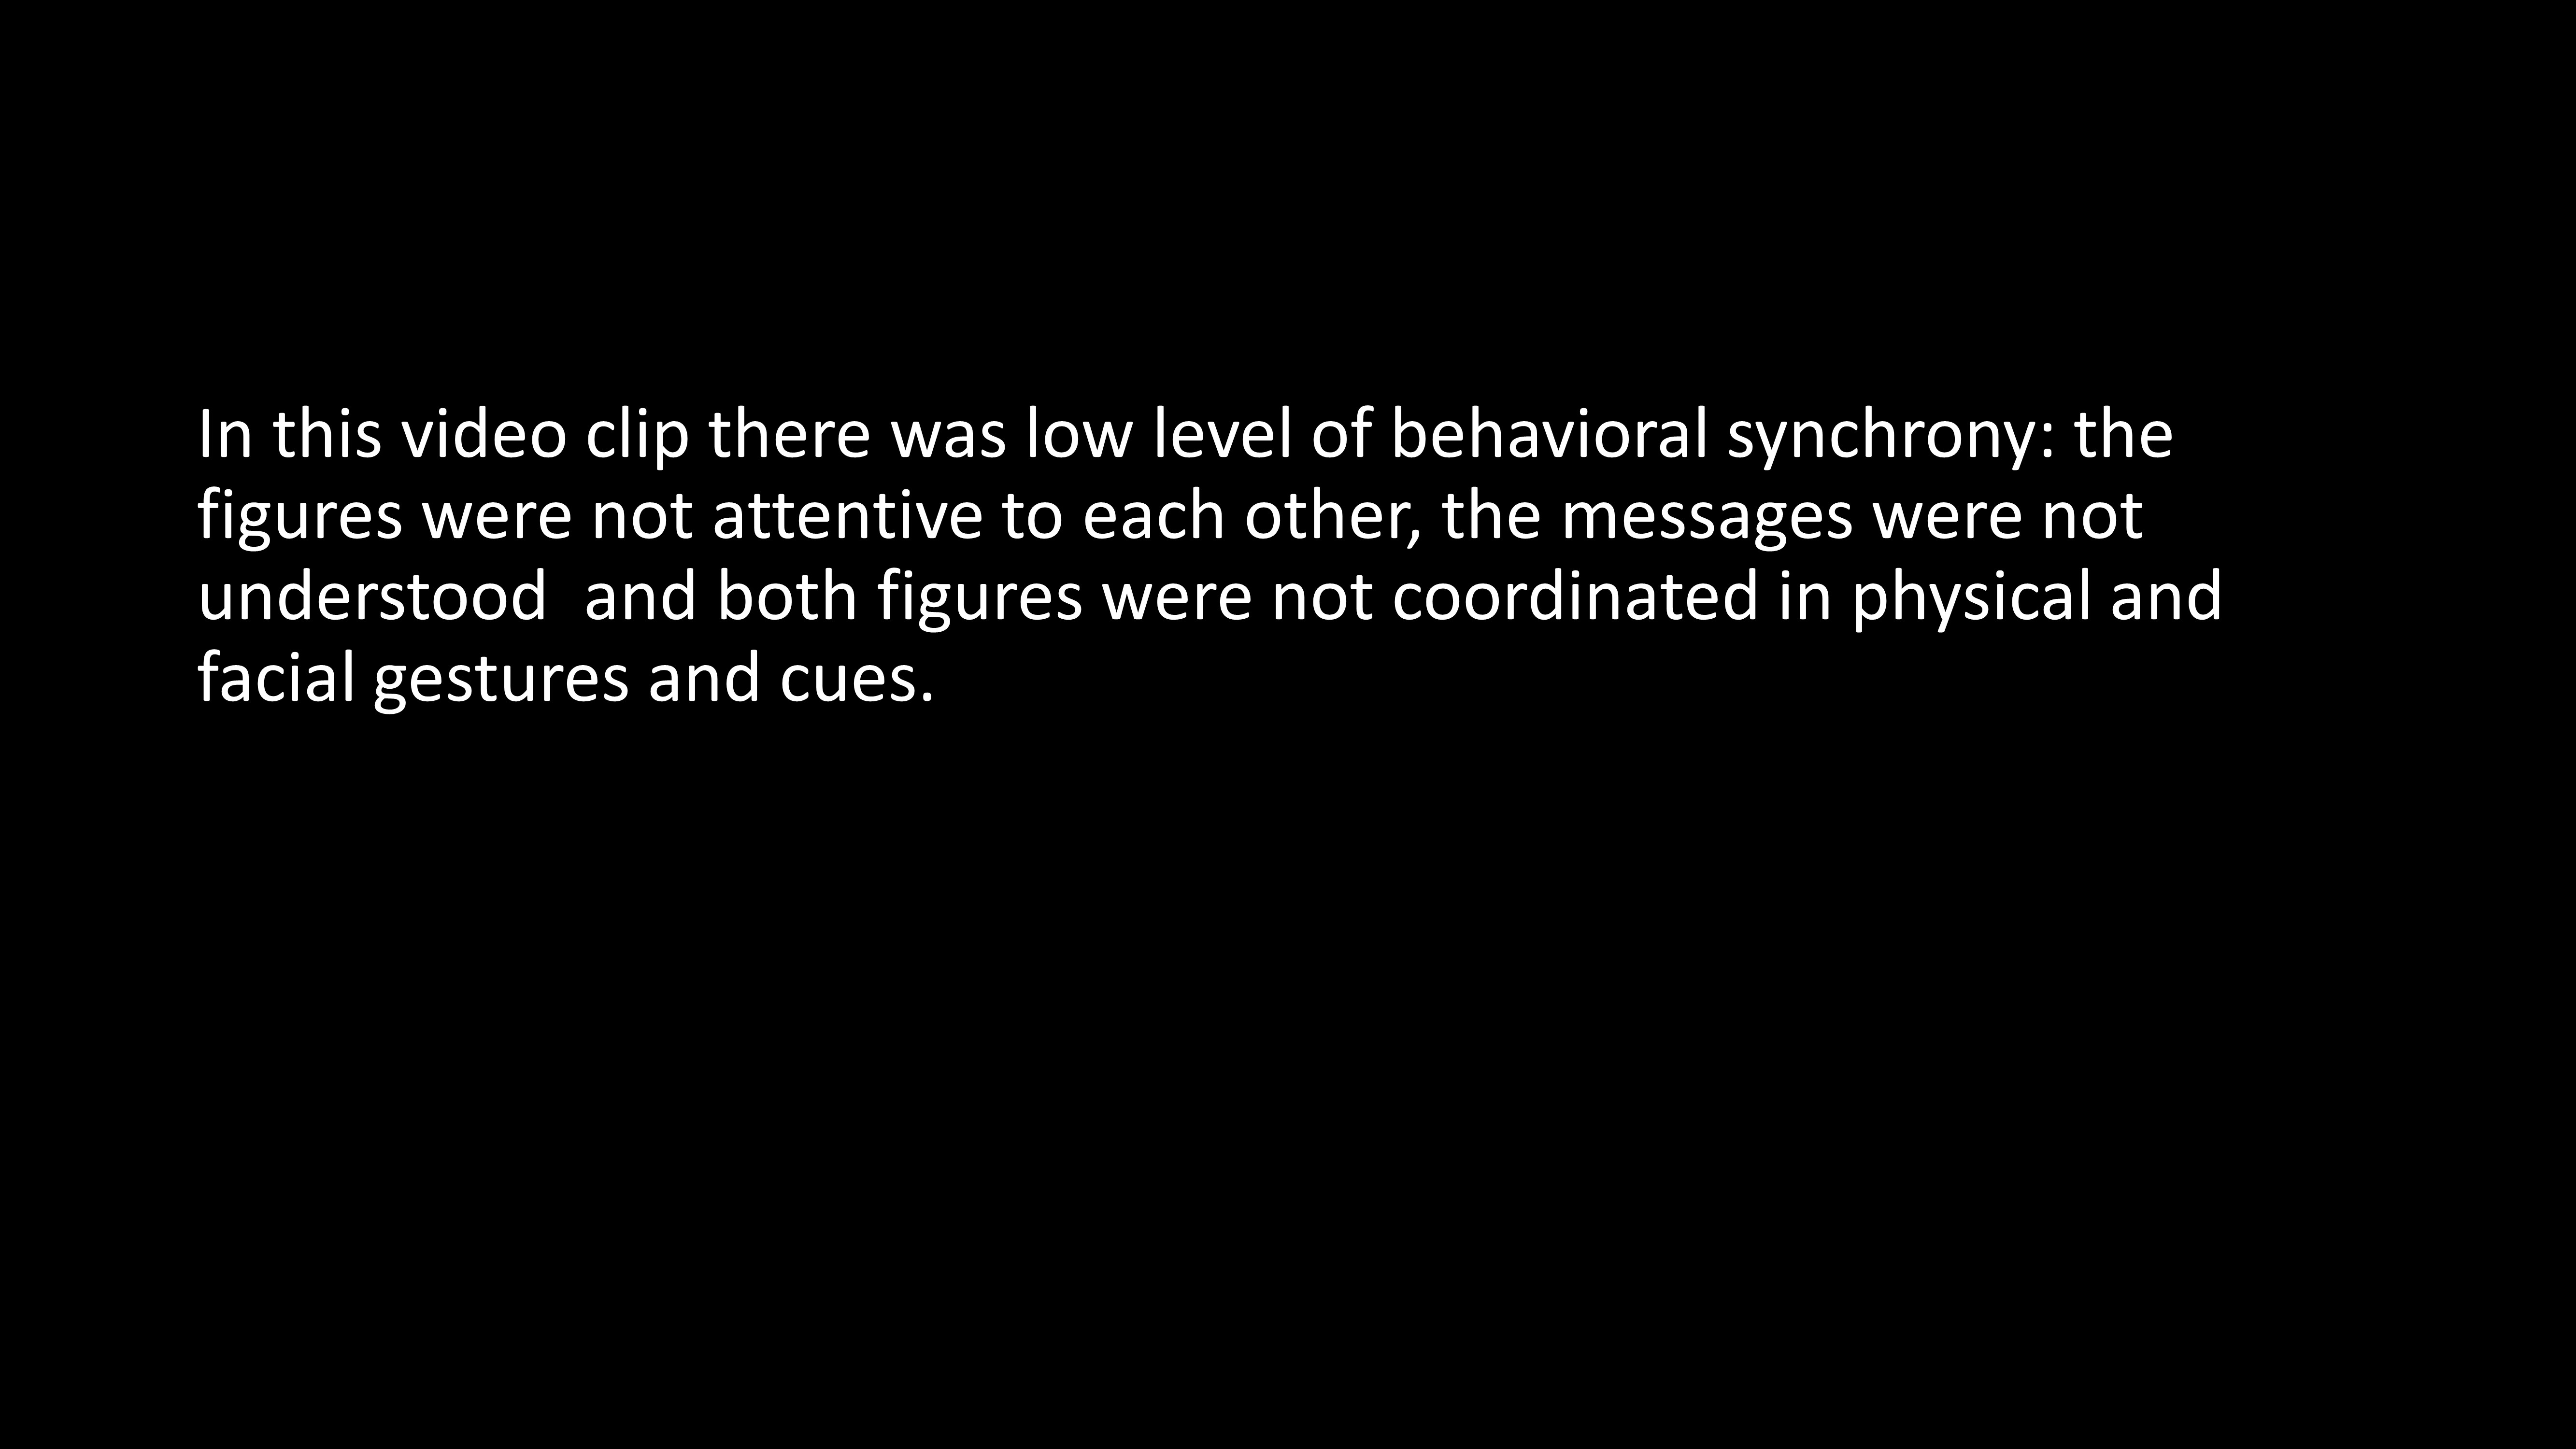 In this video clip there was low level of behavioral synchrony: the
figures were not attentive to each other, the messages were not
understood  and both figures were not coordinated in physical and
facial gestures and cues.